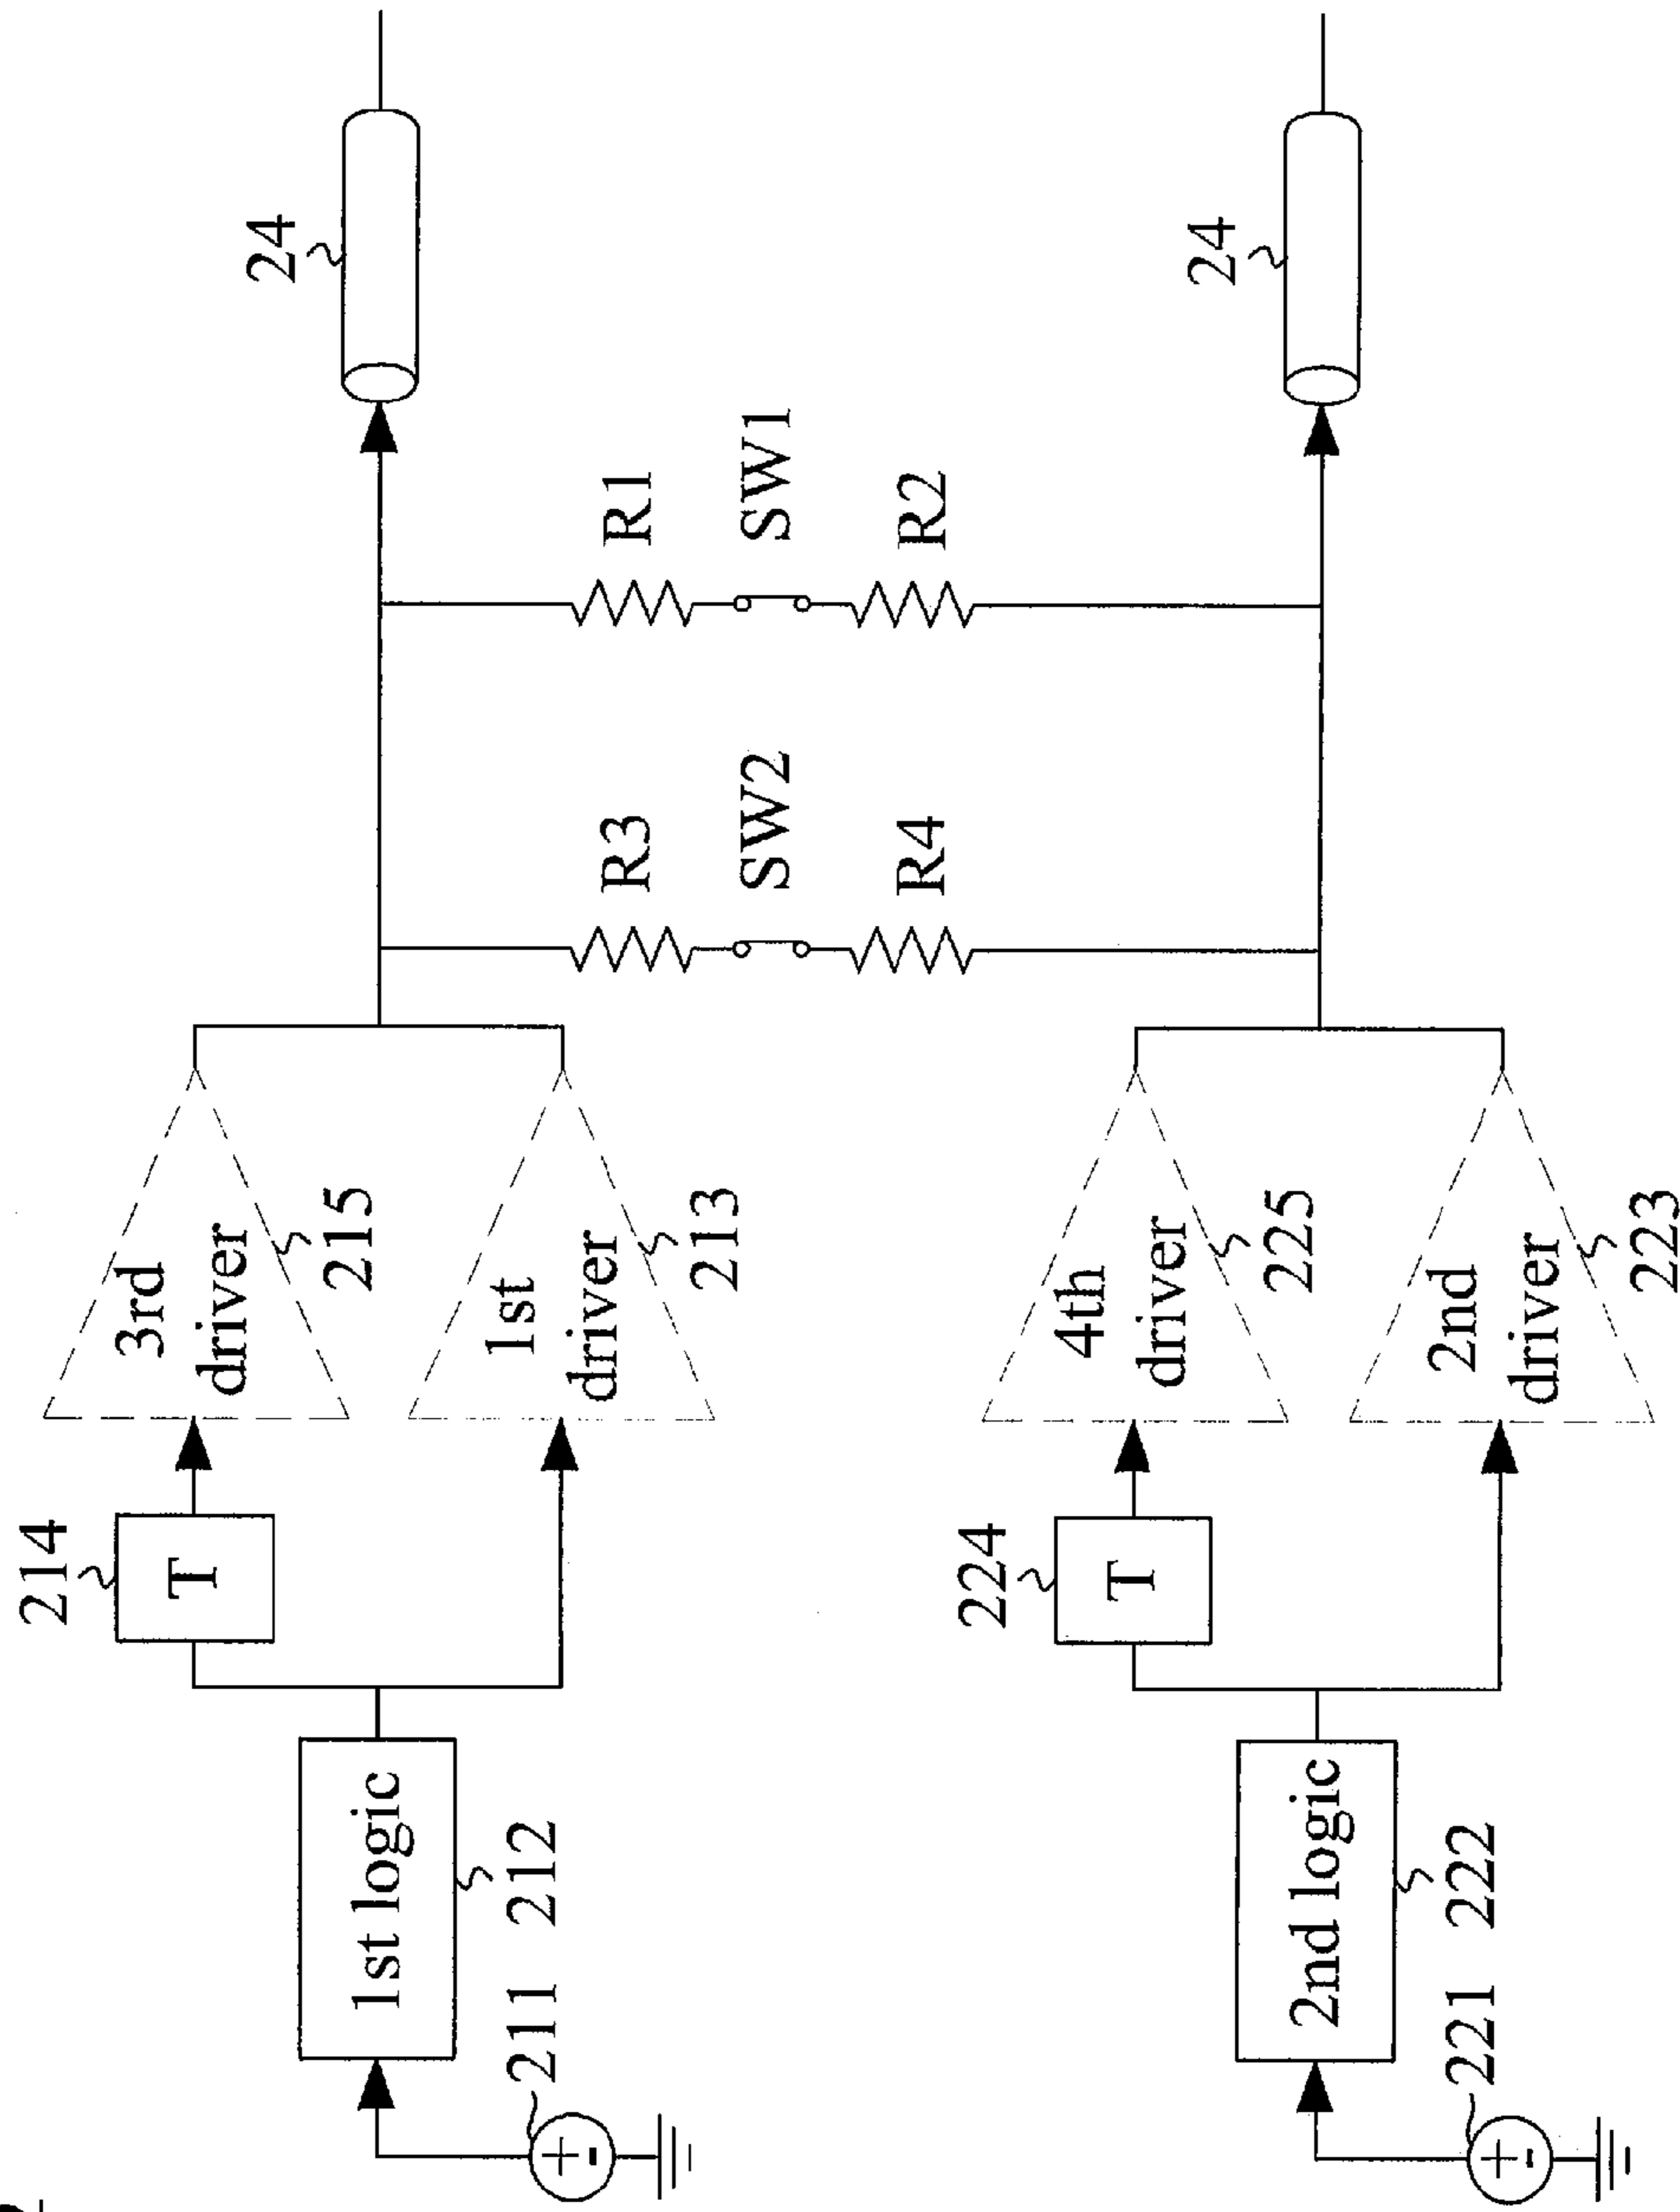 214
3rd
driver
T
24
215
1st logic
1st
driver
211
212
R3
R1
213
SW2
SW1
R4
R2
224
4th
driver
T
24
225
2nd logic
2nd
driver
221
222
223